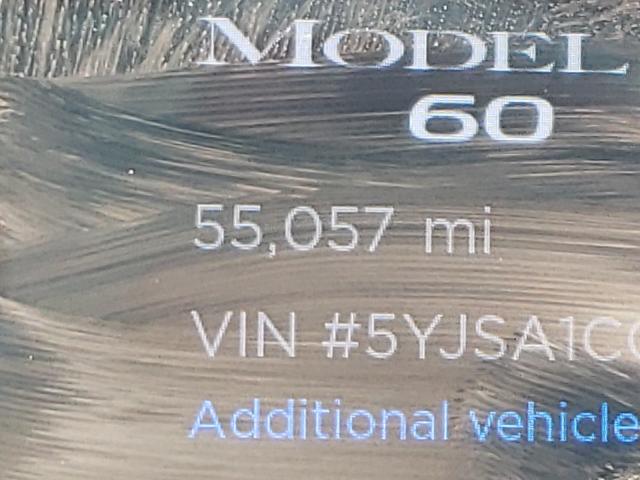 MODEL
60
55,057 mi
VIN #5YJSA1C
Additional vehicle